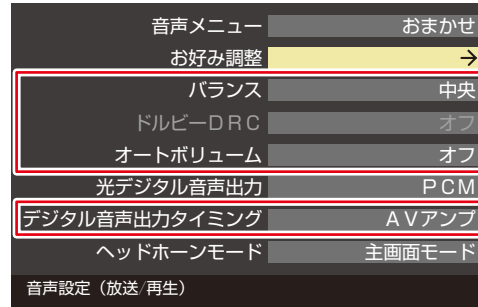 音声メニュー おまかせ
お好み調整 →
バランス 中央
ドルビーDRC オフ
オートボリューム オフ
光デジタル音声出力 PCM
デジタル音声出力タイミング AVアンプ
ヘッドホーンモード 主画面モード
音声設定（放送/再生）